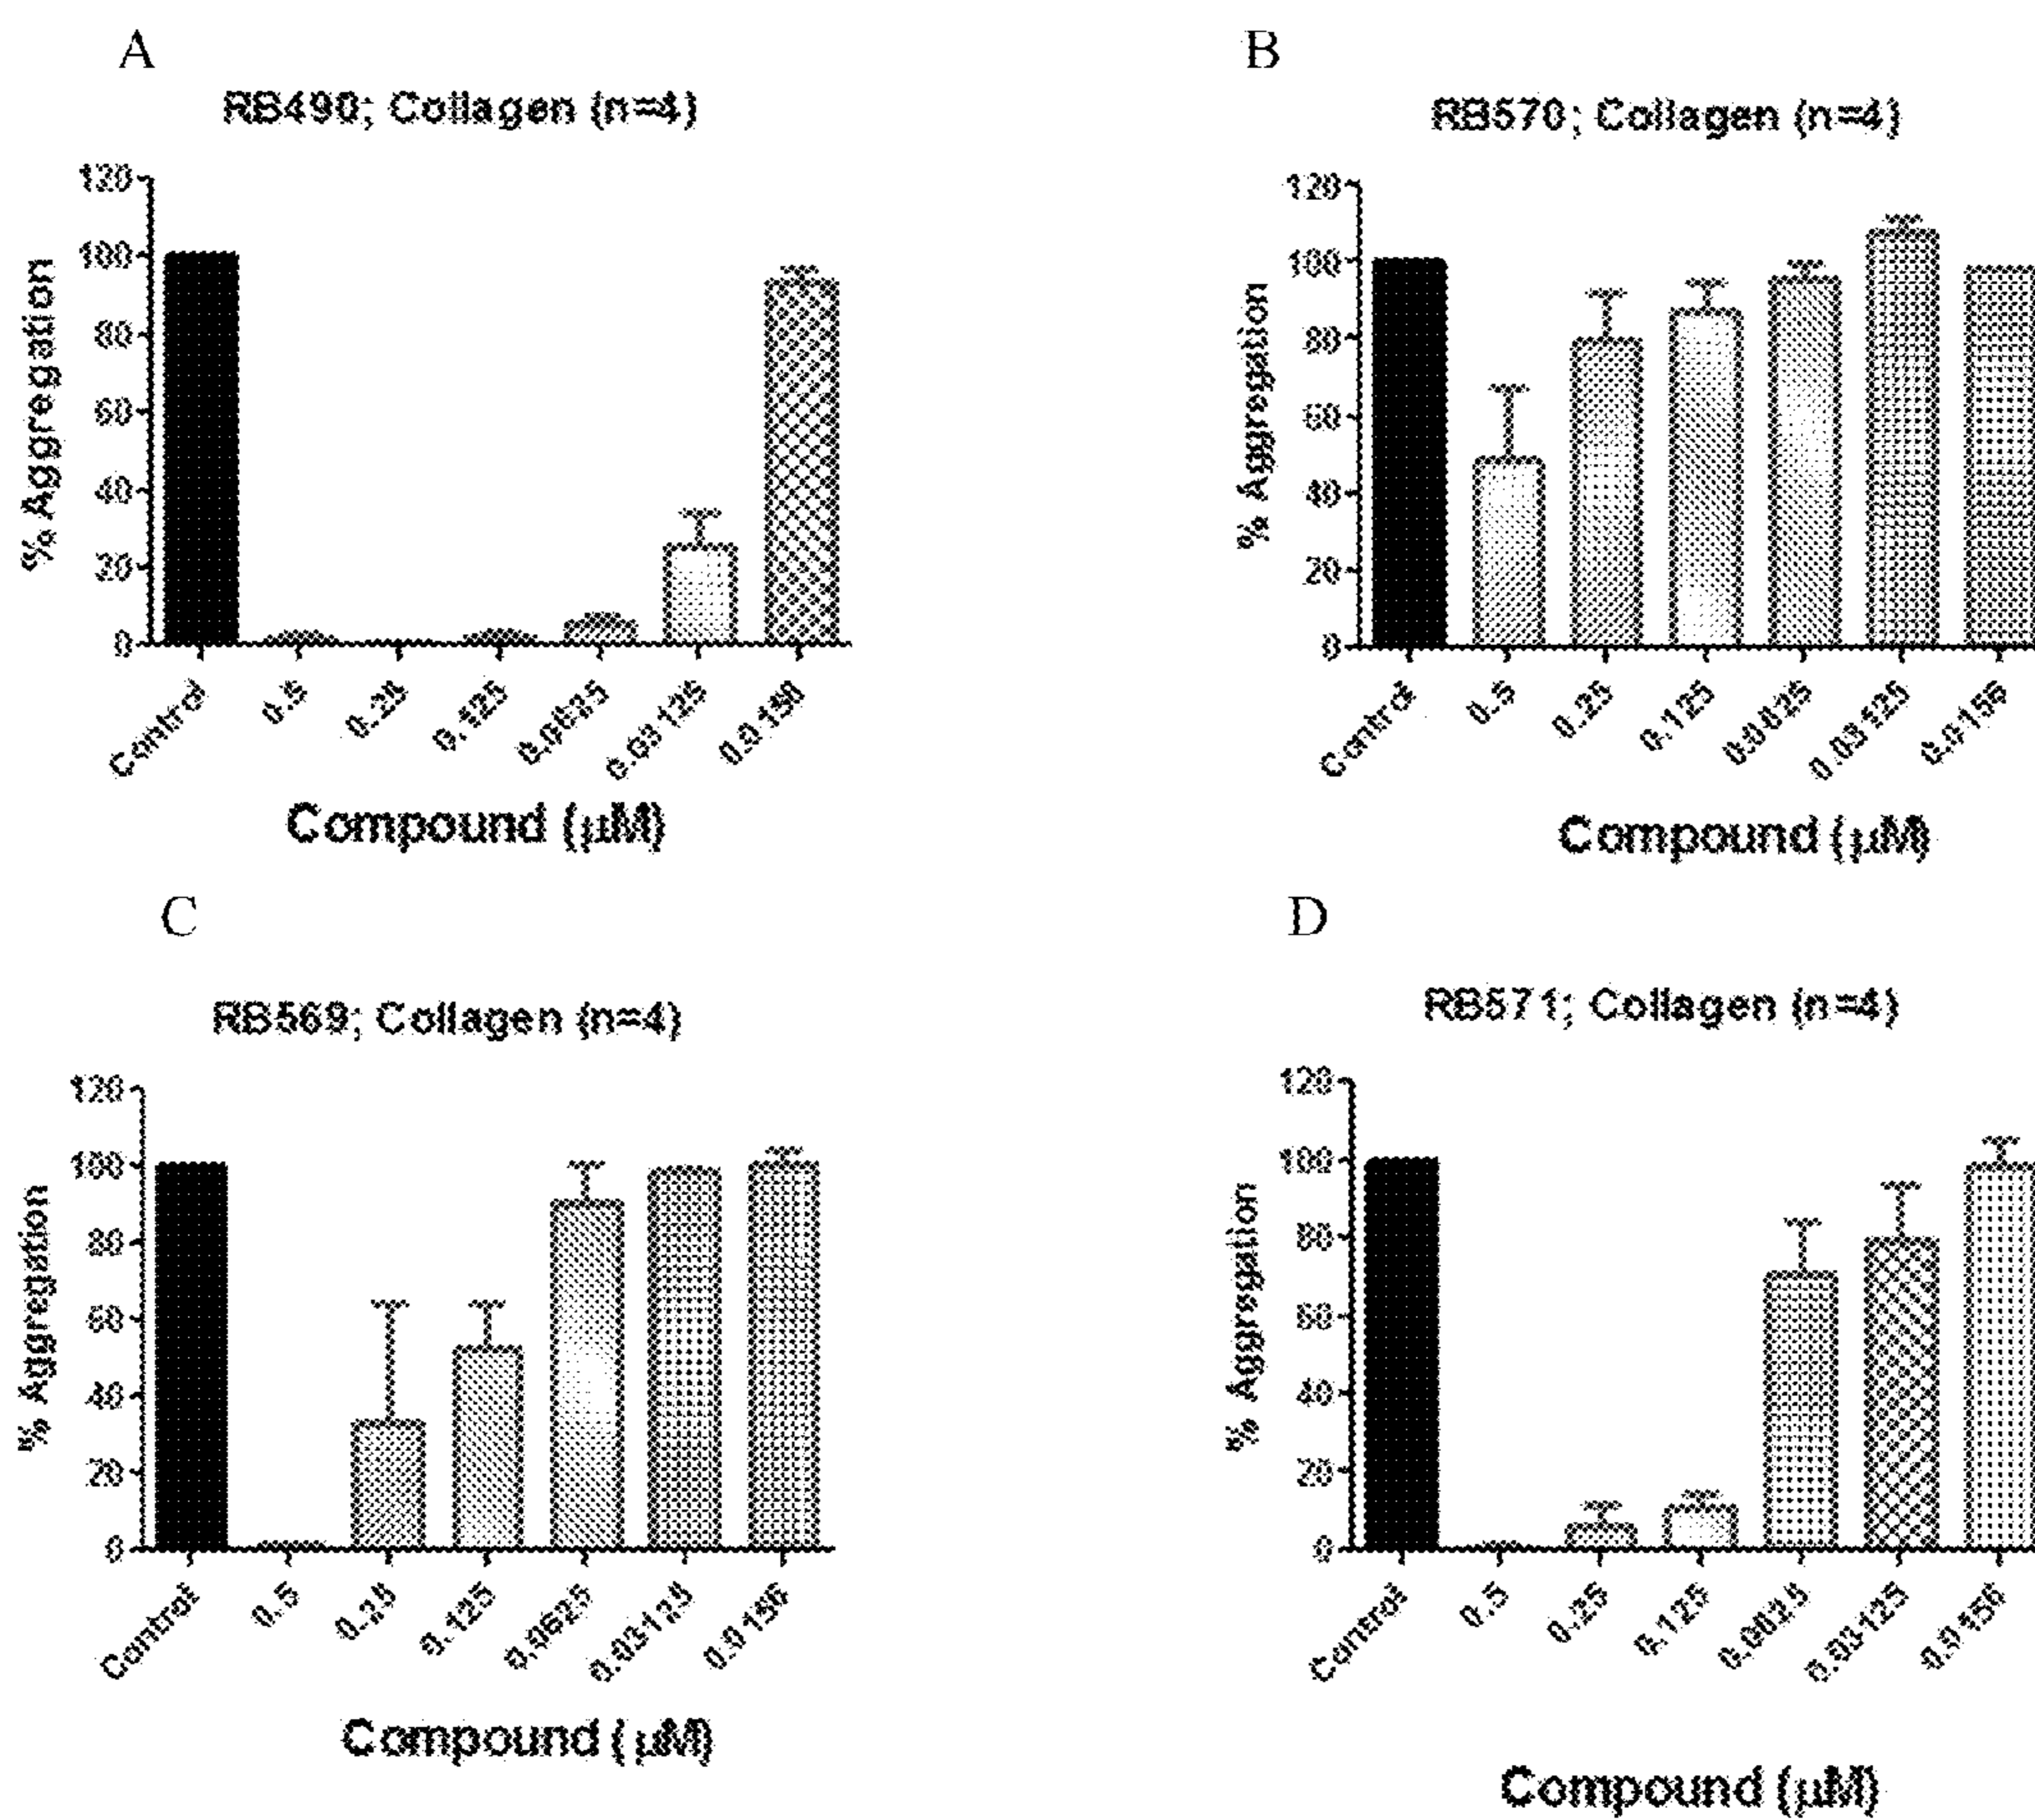 A
RB490; Collagen (n=4)
120
100
80
60
40
20
0
% Aggregation
Control
0.5
0.25
0.125
0.0625
0.03125
0.0156
Compound (μM)
B
RB570; Collagen (n=4)
120
100
80
60
40
20
0
% Aggregation
Control
0.5
0.25
0.125
0.0625
0.03125
0.0156
Compound (μM)
C
RB569; Collagen (n=4)
120
100
80
60
40
20
0
% Aggregation
Control
0.5
0.25
0.125
0.0625
0.03125
0.0156
Compound (μM)
D
RB571; Collagen (n=4)
120
100
80
60
40
20
0
% Aggregation
Control
0.5
0.25
0.125
0.0625
0.03125
0.0156
Compound (μM)